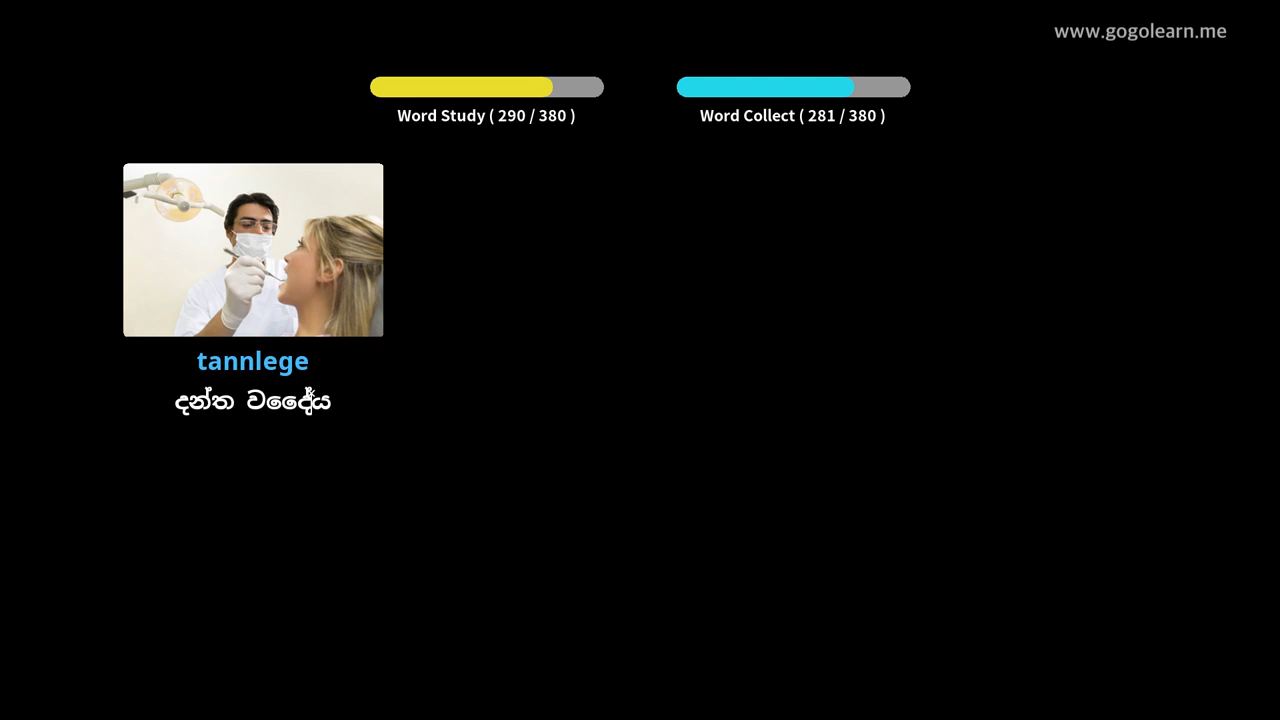 www.gogolearn.me
Word Study ( 290 / 380 )
Word Collect ( 281 / 380 )
tannlege
දන්ත වෛද්‍ය